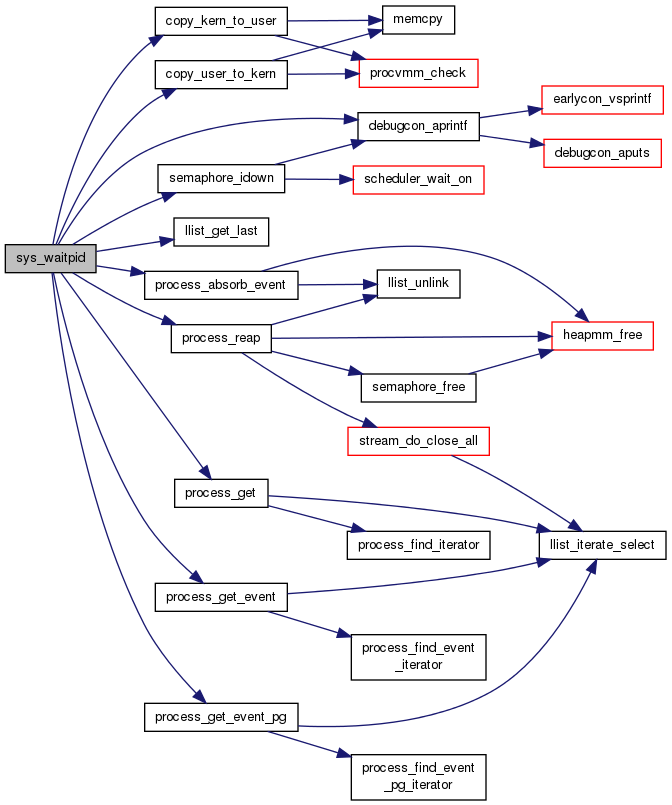 copy_kern_to_user
memcpy
copy_user_to_kern
procvmm_check
earlycon_vsprintf
debugcon_aprintf
debugcon_aputs
semaphore_idown
scheduler_wait_on
llist_get_last
sys_waitpid
process_absorb_event
llist_unlink
process_reap
heapmm_free
semaphore_free
stream_do_close_all
process_get
process_find_iterator
llist_iterate_select
process_get_event
process_find_event
_iterator
process_get_event_pg
process_find_event
_pg_iterator